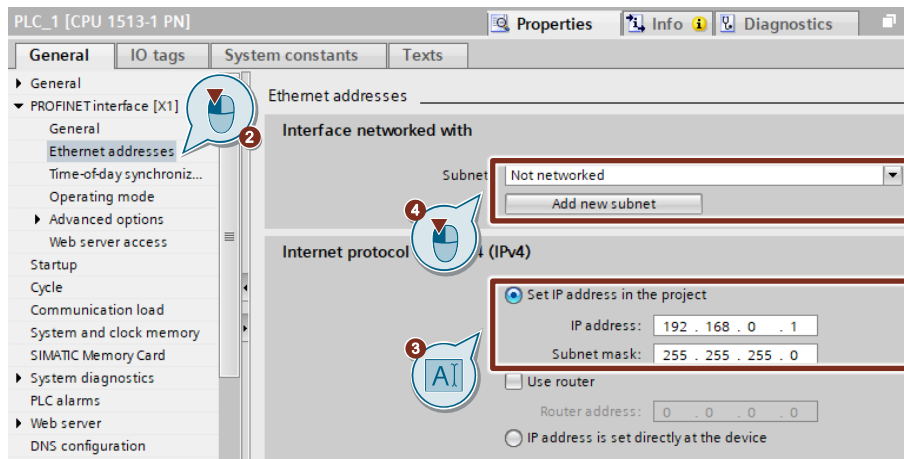 PLC_1 [CPU 1513-1 PN]
Properties
Info
Diagnostics
General
IO tags
System constants
Texts
General
PROFINET interface [X1]
General
Ethernet addresses
Time-of-day synchroniz...
Operating mode
Advanced options
Web server access
Startup
Cycle
Communication load
System and clock memory
SIMATIC Memory Card
System diagnostics
PLC alarms
Web server
DNS configuration
2
Ethernet addresses
Interface networked with
Subnet
Not networked
Add new subnet
4
Internet protocol
4 (IPv4)
Set IP address in the project
IP address: 192 . 168 . 0 . 1
Subnet mask: 255 . 255 . 255 . 0
3
AI
Use router
Router address: 0 . 0 . 0 . 0
IP address is set directly at the device